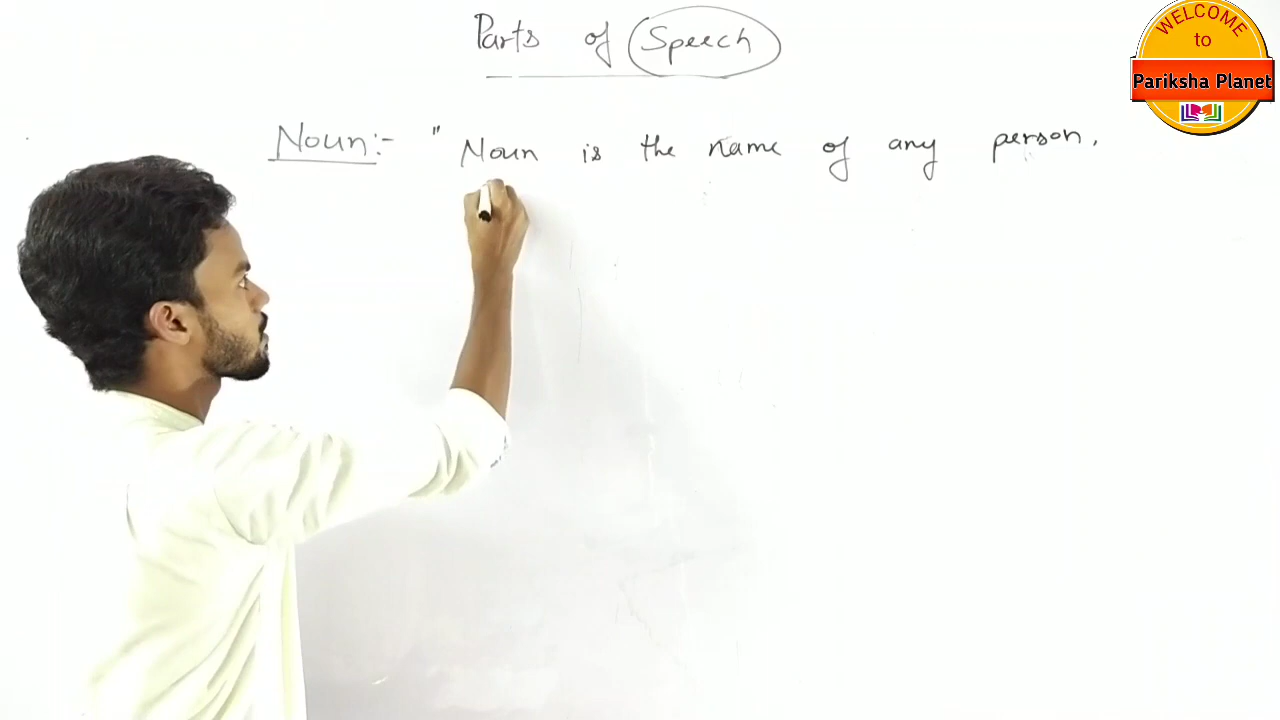 Parts of Speech
WELCOME
to
Pariksha Planet
Noun:- " Noun is the name of any person,